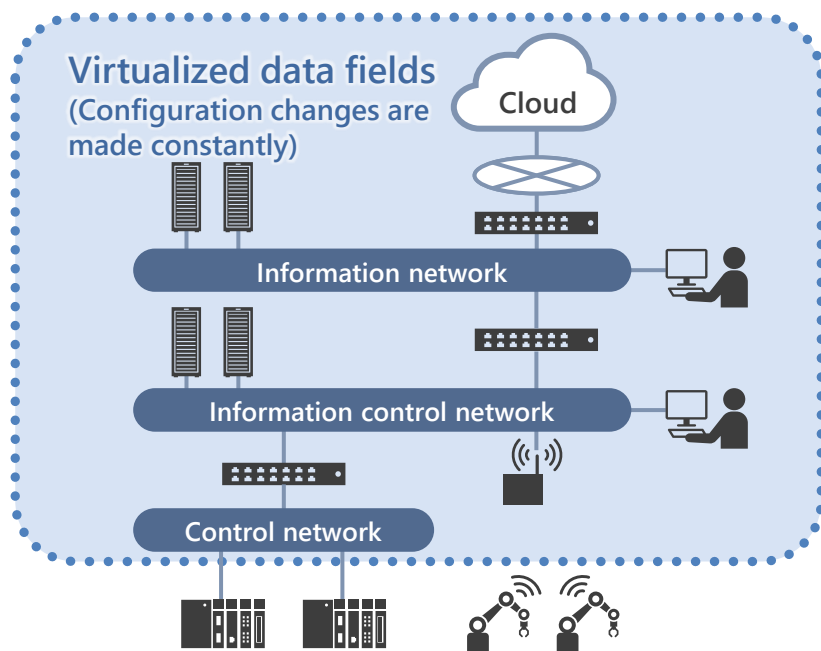 Virtualized data fields
(Configuration changes are
made constantly)
Cloud
Information network
Information control network
Control network